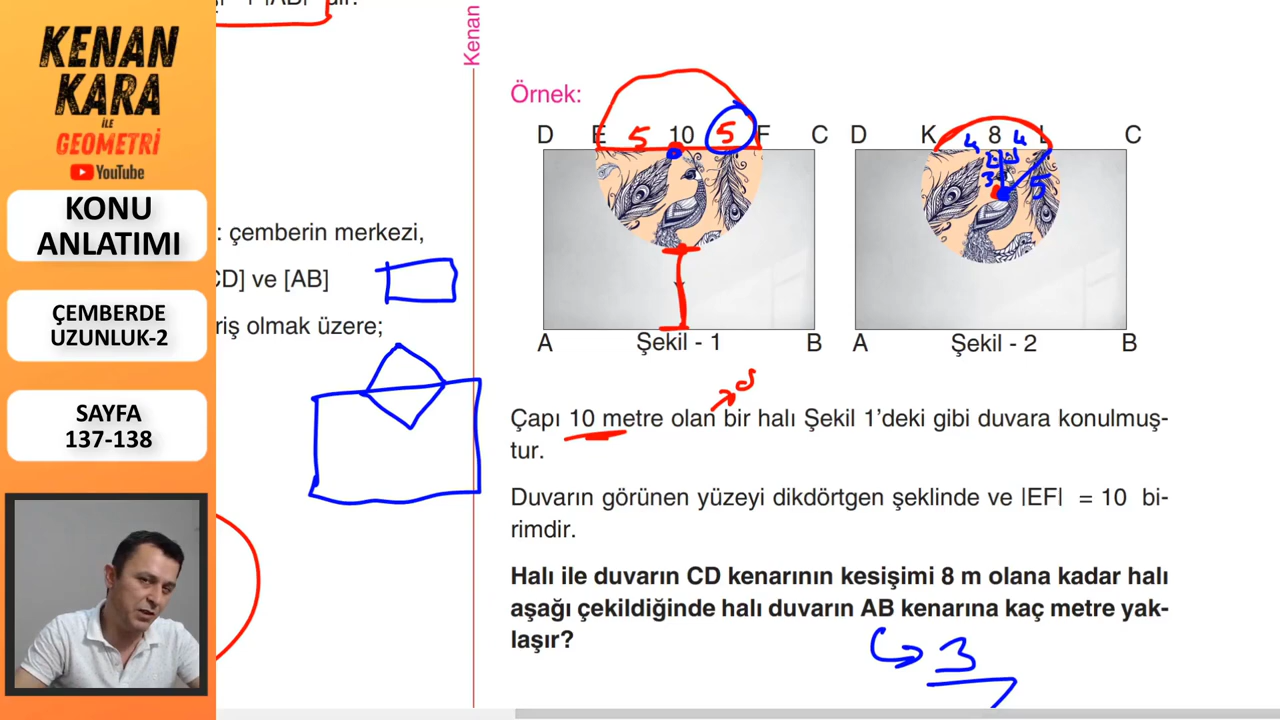 KENAN
KARA
İLE
GEOMETRİ
YouTube
KONU
ANLATIMI
ÇEMBERDE
UZUNLUK-2
SAYFA
137-138
: çemberin merkezi,
CD] ve [AB]
riş olmak üzere;
Kenan
Örnek:
D E 5 10 5 F C
A Şekil - 1 B
D K 4 8 4 L C
3 5
A Şekil - 2 B
Çapı 10 metre olan bir halı Şekil 1'deki gibi duvara konulmuş-
tur.
Duvarın görünen yüzeyi dikdörtgen şeklinde ve |EF| = 10 bi-
rimdir.
Halı ile duvarın CD kenarının kesişimi 8 m olana kadar halı
aşağı çekildiğinde halı duvarın AB kenarına kaç metre yak-
laşır?
3